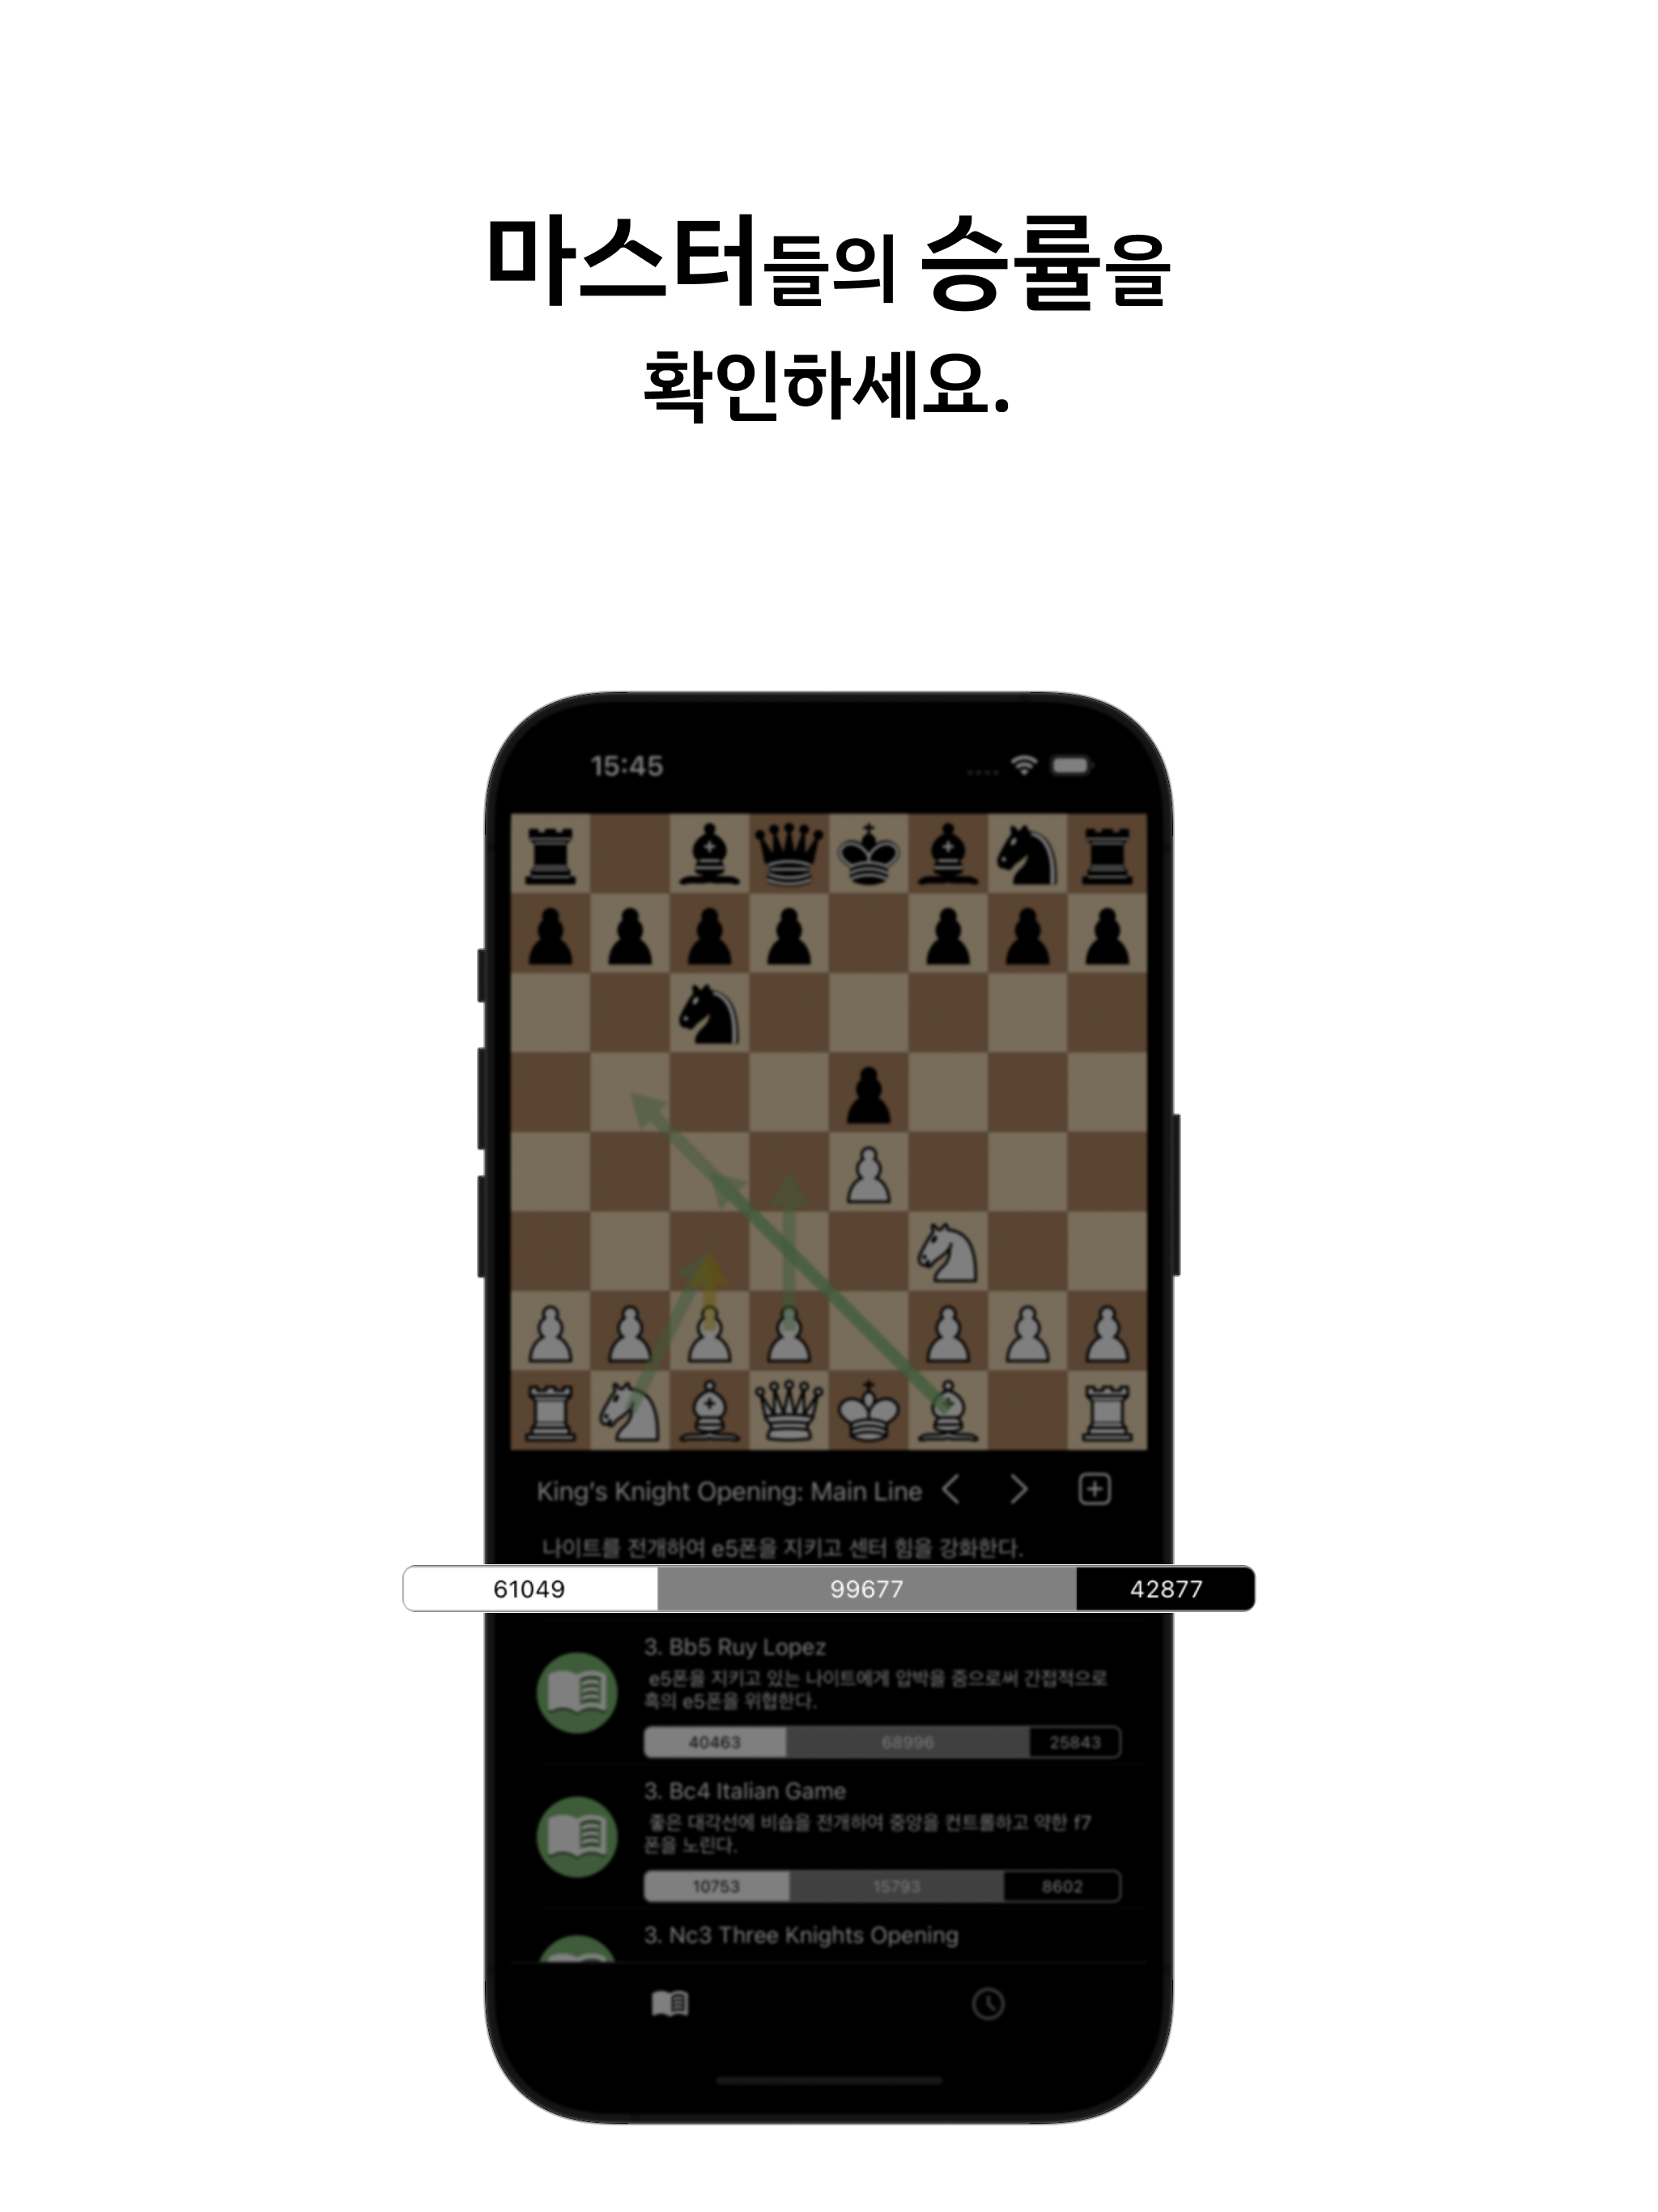 마스터들의 승률을
확인하세요.
15:45
King's Knight Opening: Main Line
나이트를 전개하여 e5폰을 지키고 센터 힘을 강화한다.
61049 99677 42877
3. Bb5 Ruy Lopez
e5폰을 지키고 있는 나이트에게 압박을 줌으로써 간접적으로
흑의 e5폰을 위협한다.
40463 68996 25843
3. Bc4 Italian Game
좋은 대각선에 비숍을 전개하여 중앙을 컨트롤하고 약한 f7
폰을 노린다.
10753 15793 8602
3. Nc3 Three Knights Opening